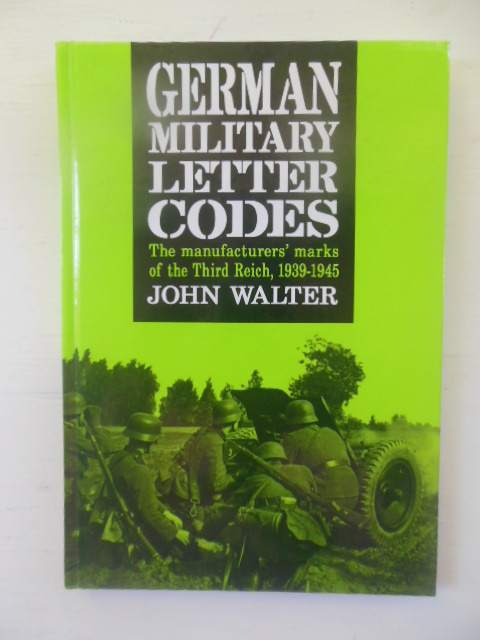 GERMAN
MILITARY
LETTER
CODES
The manufacturers' marks
of the Third Reich, 1939-1945
JOHN WALTER